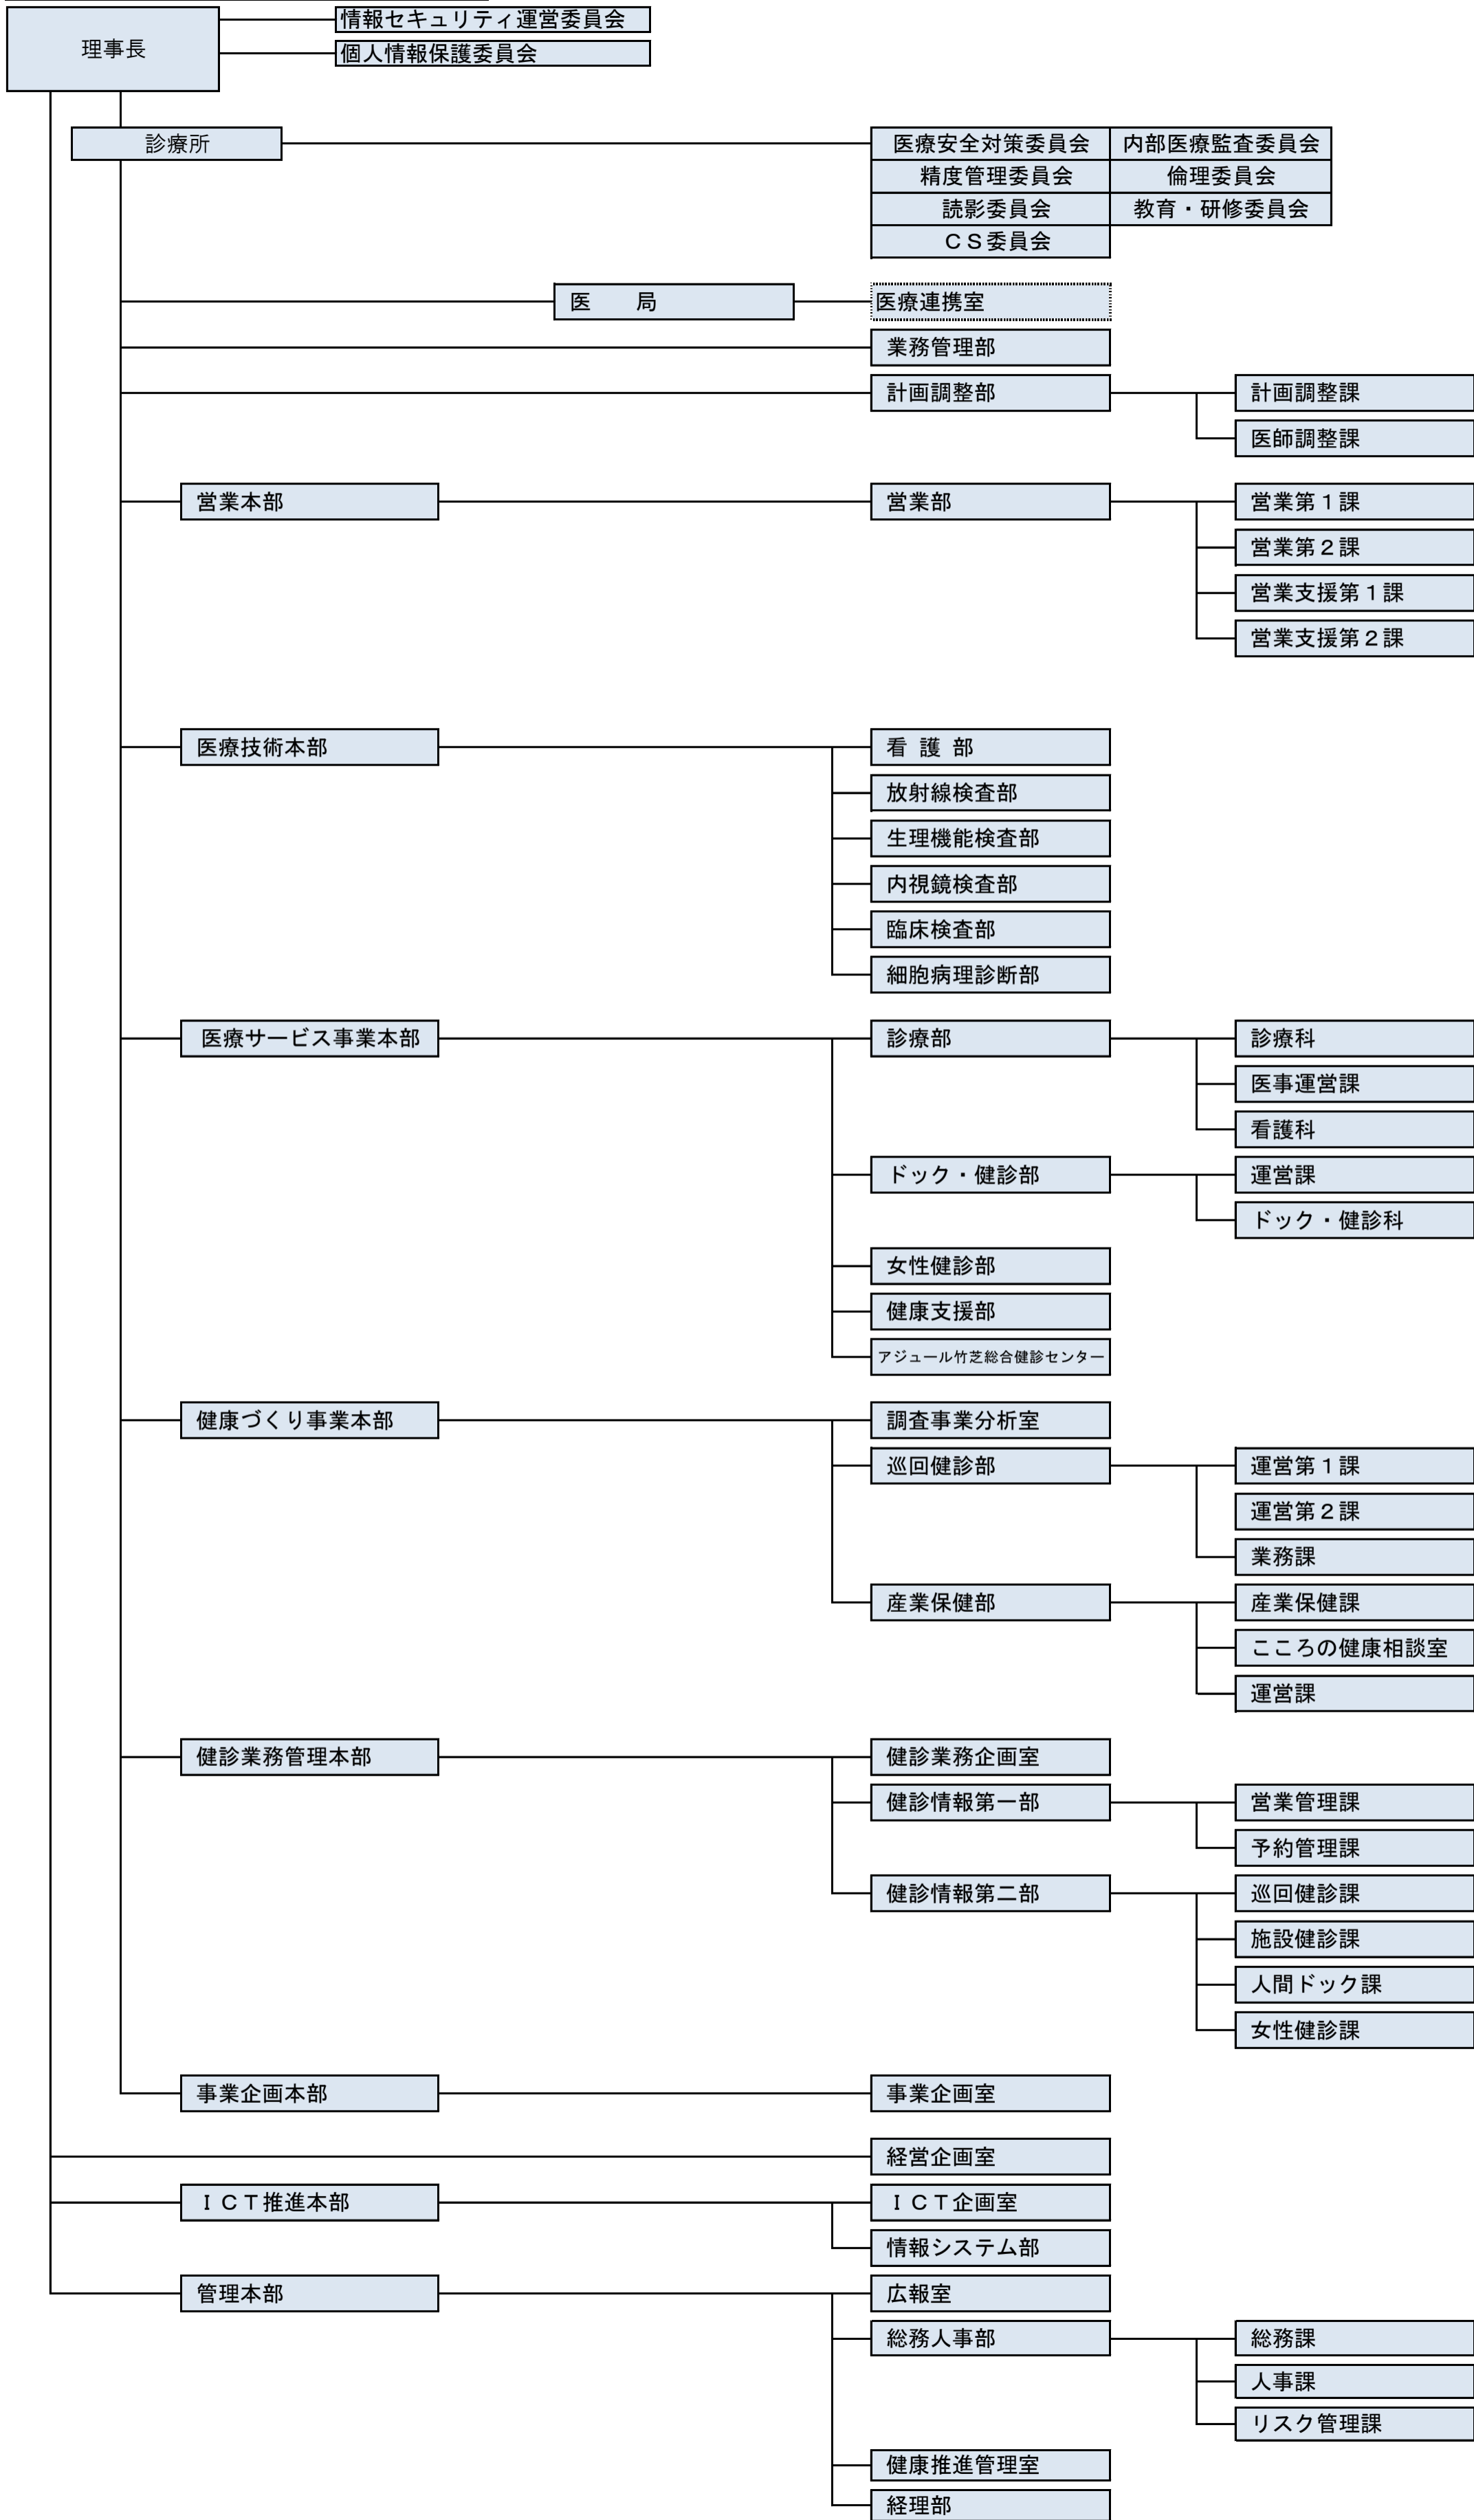 理事長
情報セキュリティ運営委員会
個人情報保護委員会
診療所
医療安全対策委員会 内部医療監査委員会
精度管理委員会 倫理委員会
読影委員会 教育・研修委員会
ＣＳ委員会
医　　局 医療連携室
業務管理部
計画調整部 計画調整課
医師調整課
営業本部 営業部 営業第１課
営業第２課
営業支援第１課
営業支援第２課
医療技術本部 看 護 部
放射線検査部
生理機能検査部
内視鏡検査部
臨床検査部
細胞病理診断部
医療サービス事業本部 診療部 診療科
医事運営課
看護科
ドック・健診部 運営課
ドック・健診科
女性健診部
健康支援部
アジュール竹芝総合健診センター
健康づくり事業本部 調査事業分析室
巡回健診部 運営第１課
運営第２課
業務課
産業保健部 産業保健課
こころの健康相談室
運営課
健診業務管理本部 健診業務企画室
健診情報第一部 営業管理課
予約管理課
健診情報第二部 巡回健診課
施設健診課
人間ドック課
女性健診課
事業企画本部 事業企画室
経営企画室
ＩＣＴ推進本部 ＩＣＴ企画室
情報システム部
管理本部 広報室
総務人事部 総務課
人事課
リスク管理課
健康推進管理室
経理部